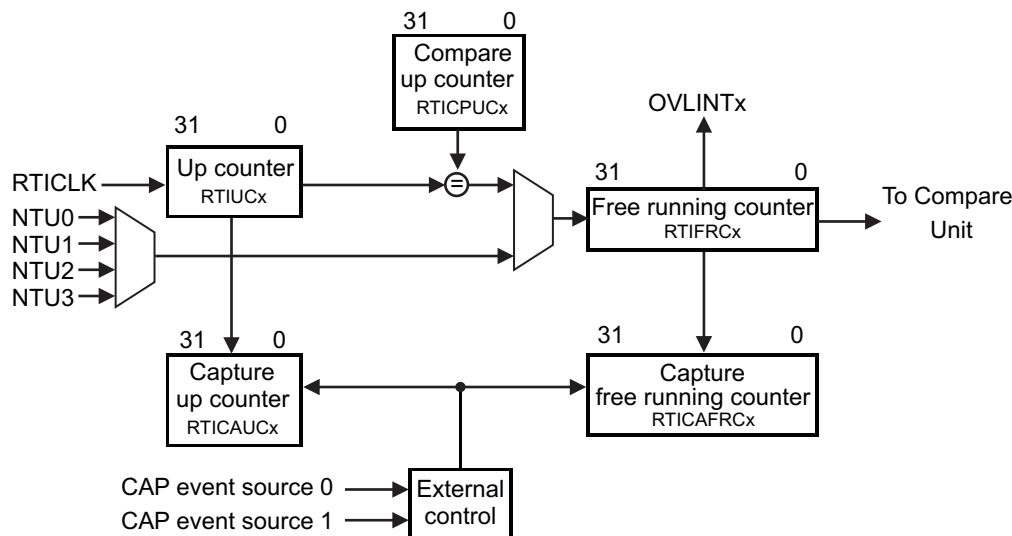 31 0
Compare
up counter
RTICPUCx
OVLINTx
31 0
Up counter
RTIUCx
RTICLK
=
31 0
Free running counter
RTIFRCx
To Compare
Unit
NTU0
NTU1
NTU2
NTU3
31 0
Capture
up counter
RTICAUCx
31 0
Capture
free running counter
RTICAFRCx
CAP event source 0
CAP event source 1
External
control